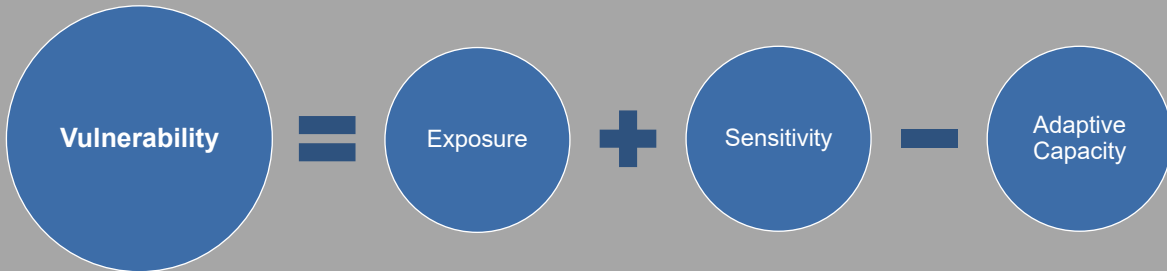 Vulnerability
Exposure
Sensitivity
Adaptive
Capacity